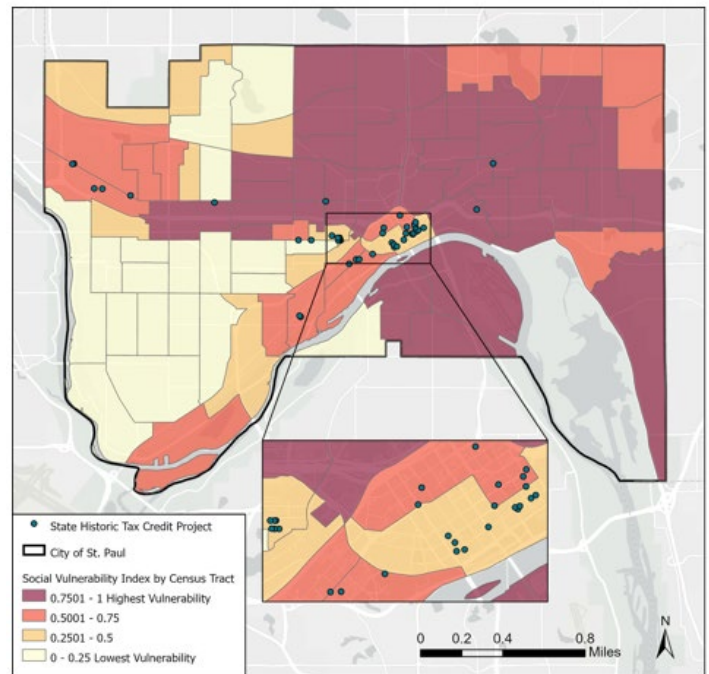 State Historic Tax Credit Project
City of St. Paul
Social Vulnerability Index by Census Tract
0.7501 - 1 Highest Vulnerability
0.5001 - 0.75
0.2501 - 0.5
0 - 0.25 Lowest Vulnerability
N
0 0.2 0.4 0.8
Miles